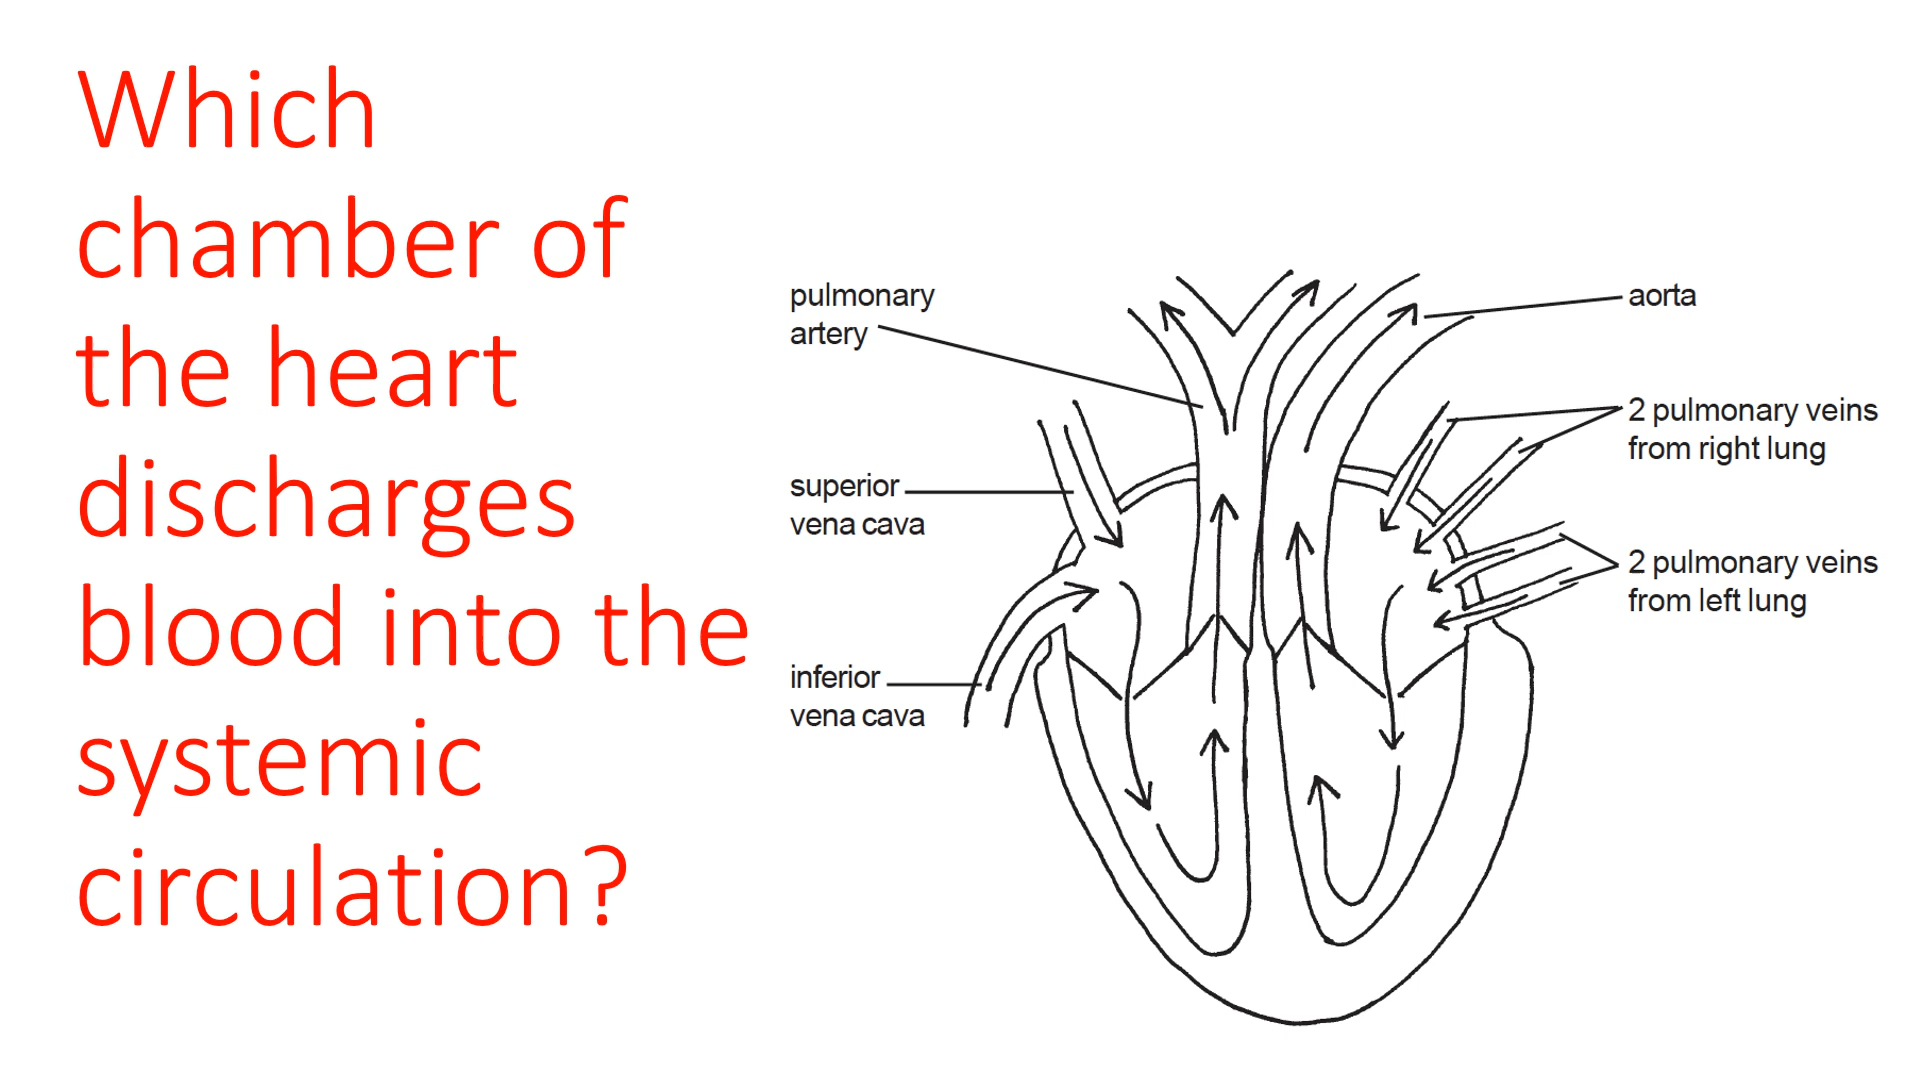 Which
chamber of
the heart
discharges
blood into the
systemic
circulation?
pulmonary
artery
superior
vena cava
inferior
vena cava
aorta
2 pulmonary veins
from right lung
2 pulmonary veins
from left lung